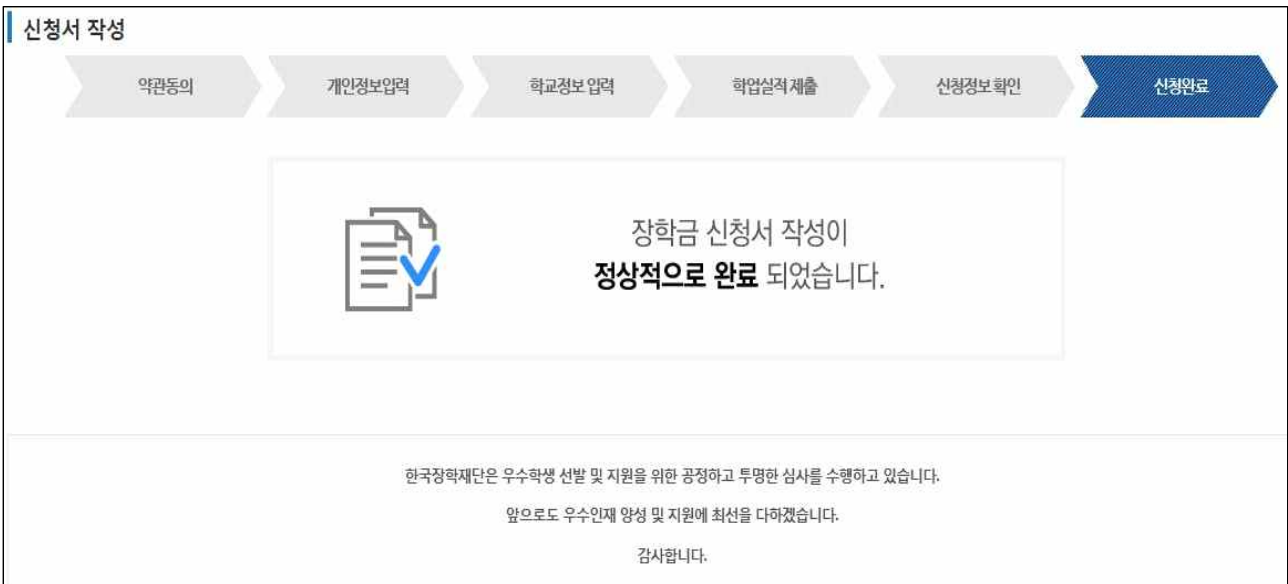 신청서 작성
약관동의
개인정보입력
학교정보 입력
학업실적 제출
신청정보 확인
신청완료
장학금 신청서 작성이
정상적으로 완료 되었습니다.
한국장학재단은 우수학생 선발 및 지원을 위한 공정하고 투명한 심사를 수행하고 있습니다.
앞으로도 우수인재 양성 및 지원에 최선을 다하겠습니다.
감사합니다.